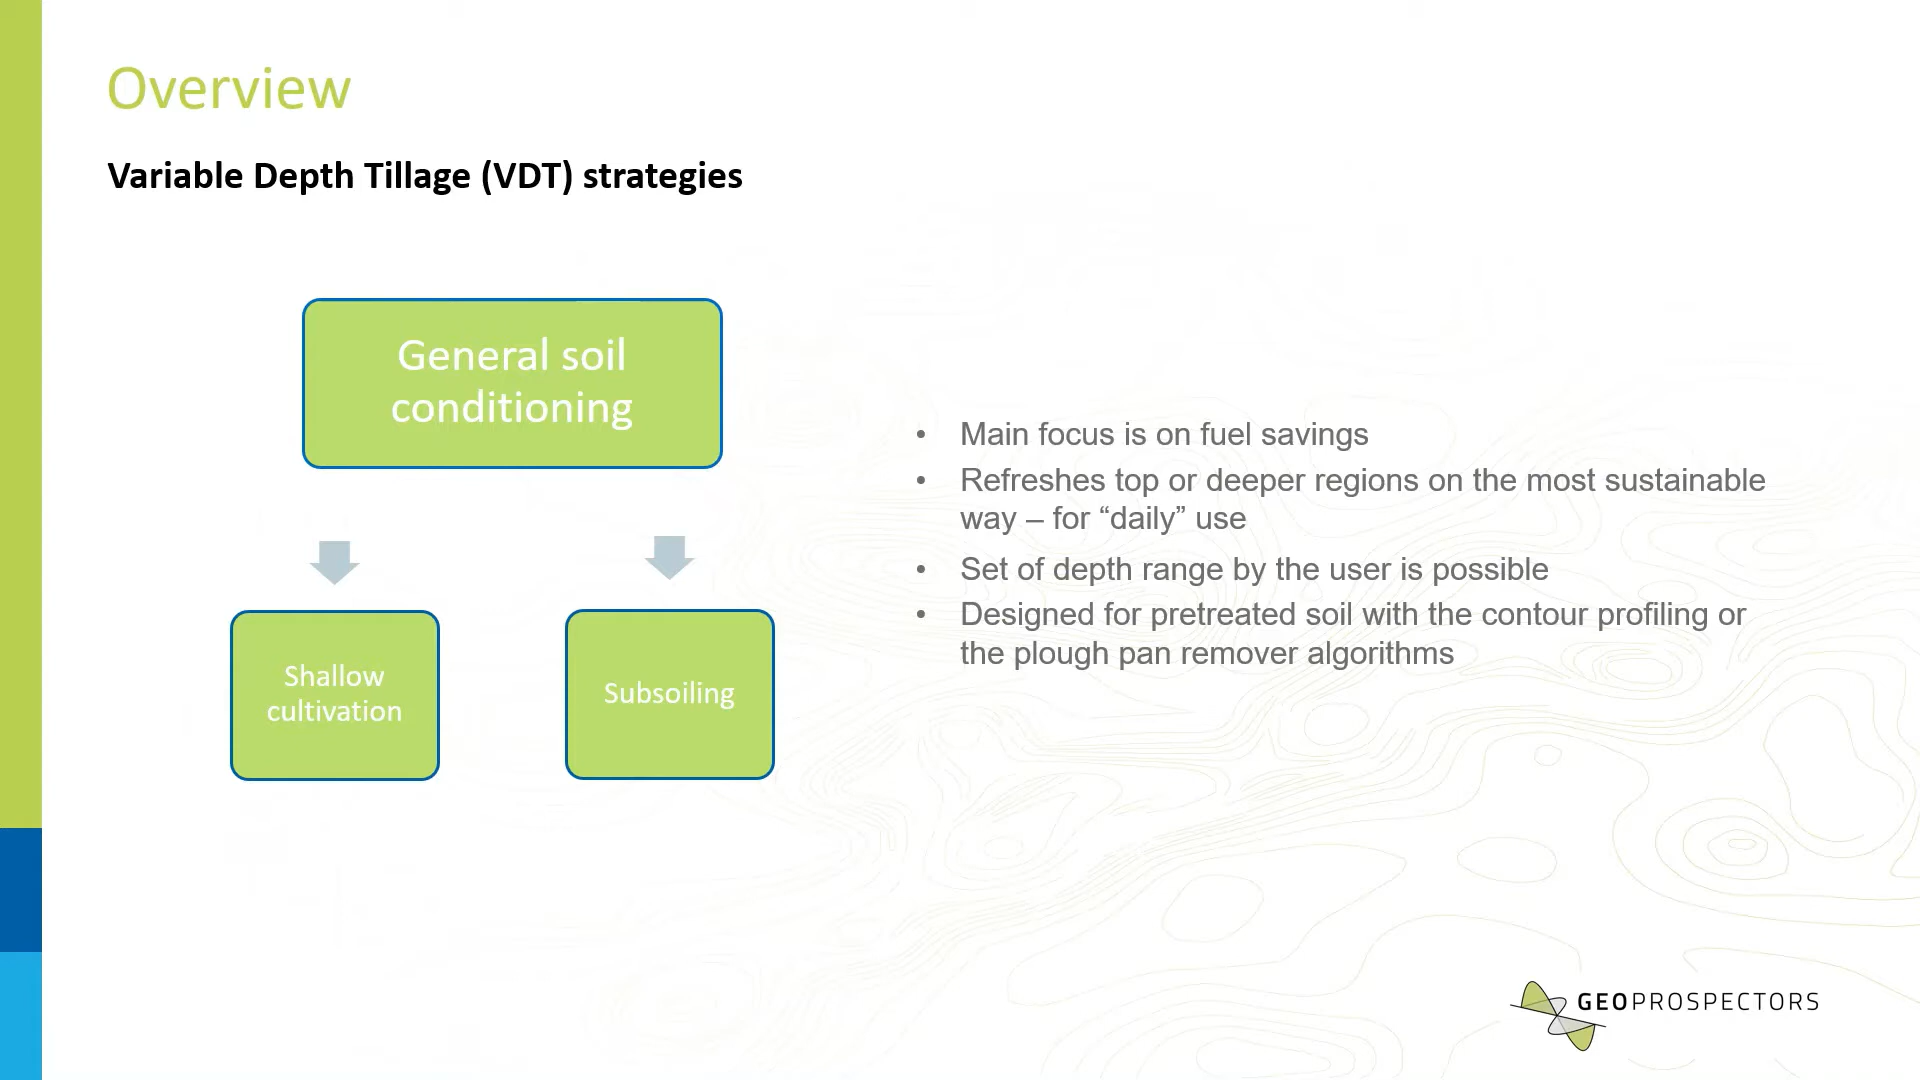 Overview
Variable Depth Tillage (VDT) strategies
General soil
conditioning
Shallow
cultivation
Subsoiling
• Main focus is on fuel savings
• Refreshes top or deeper regions on the most sustainable
way – for “daily” use
• Set of depth range by the user is possible
• Designed for pretreated soil with the contour profiling or
the plough pan remover algorithms
GEOPROSPECTORS